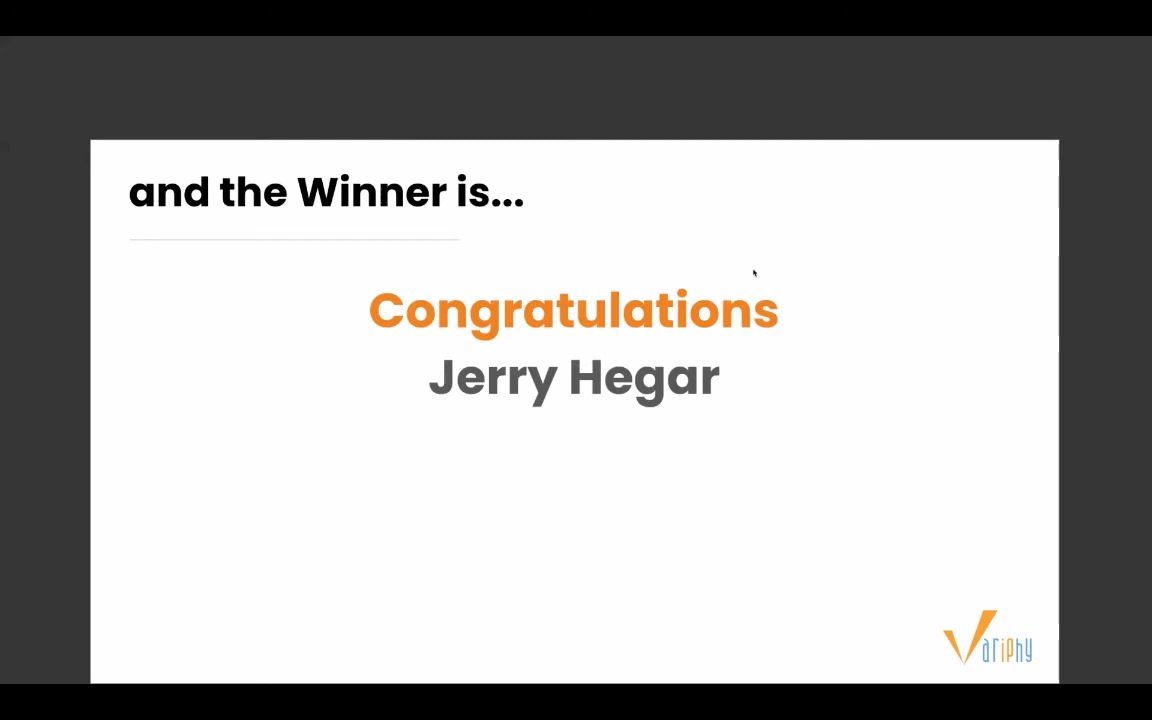 and the Winner is...
Congratulations
Jerry Hegar
Variphy